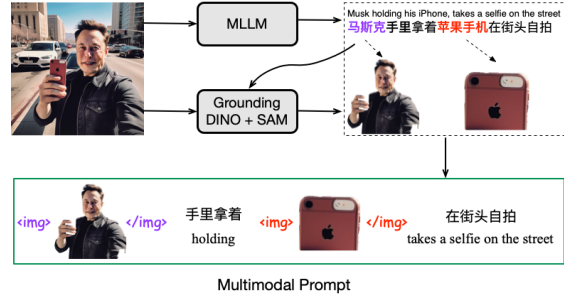 MLLM
Grounding
DINO + SAM
Musk holding his iPhone, takes a selfie on the street
马斯克手里拿着苹果手机在街头自拍
<img> </img> 手里拿着 <img> </img> 在街头自拍
holding takes a selfie on the street
Multimodal Prompt